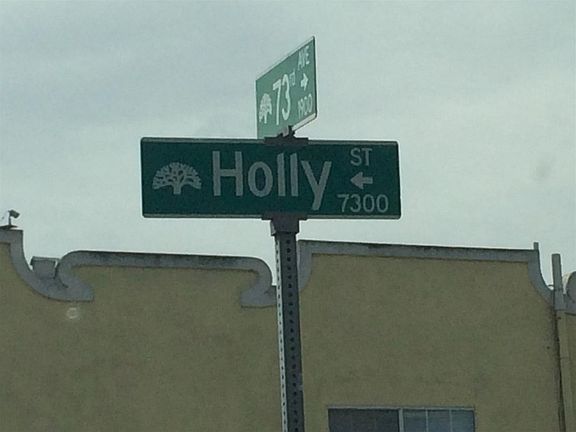 73rd AVE
→ 1900
Holly ST
← 7300